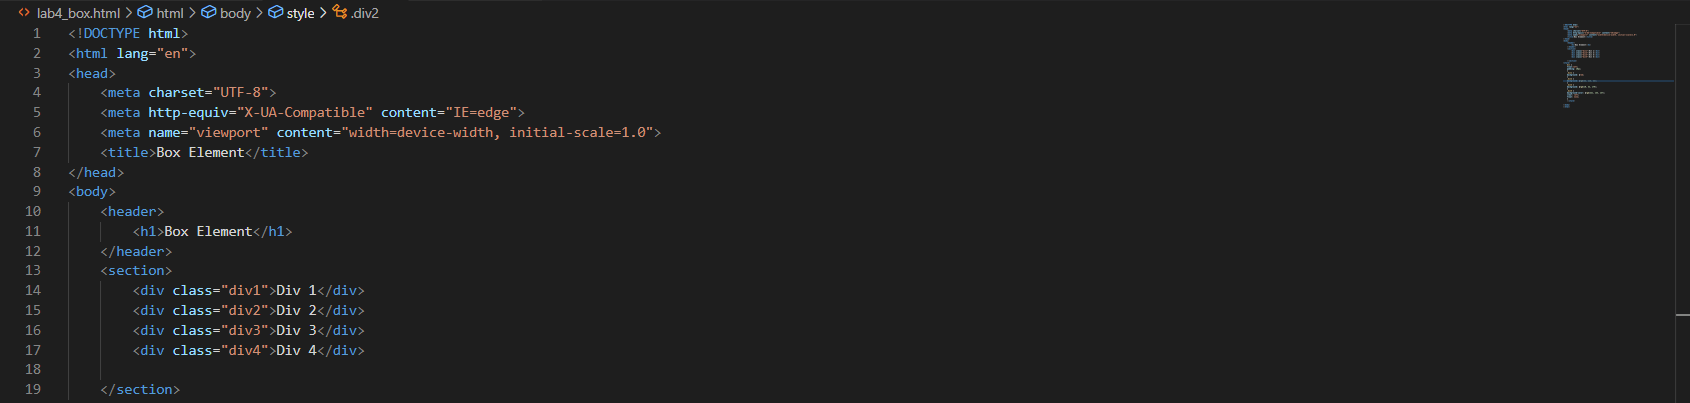 lab4_box.html > html > body > style > .div2
1 <!DOCTYPE html>
2 <html lang="en">
3 <head>
4 <meta charset="UTF-8">
5 <meta http-equiv="X-UA-Compatible" content="IE=edge">
6 <meta name="viewport" content="width=device-width, initial-scale=1.0">
7 <title>Box Element</title>
8 </head>
9 <body>
10 <header>
11 <h1>Box Element</h1>
12 </header>
13 <section>
14 <div class="div1">Div 1</div>
15 <div class="div2">Div 2</div>
16 <div class="div3">Div 3</div>
17 <div class="div4">Div 4</div>
18
19 </section>